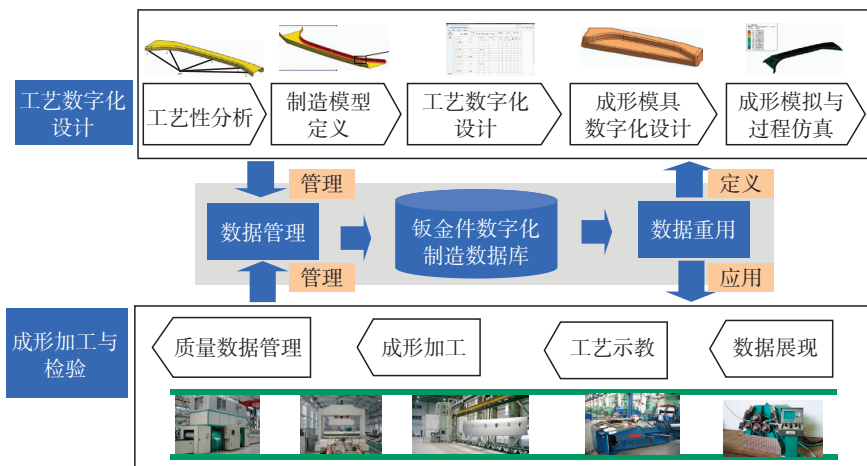 工艺数字化
设计
工艺性分析
制造模型
定义
工艺数字化
设计
成形模具
数字化设计
成形模拟与
过程仿真
管理
定义
数据管理
钣金件数字化
制造数据库
数据重用
管理
应用
成形加工与
检验
质量数据管理
成形加工
工艺示教
数据展现